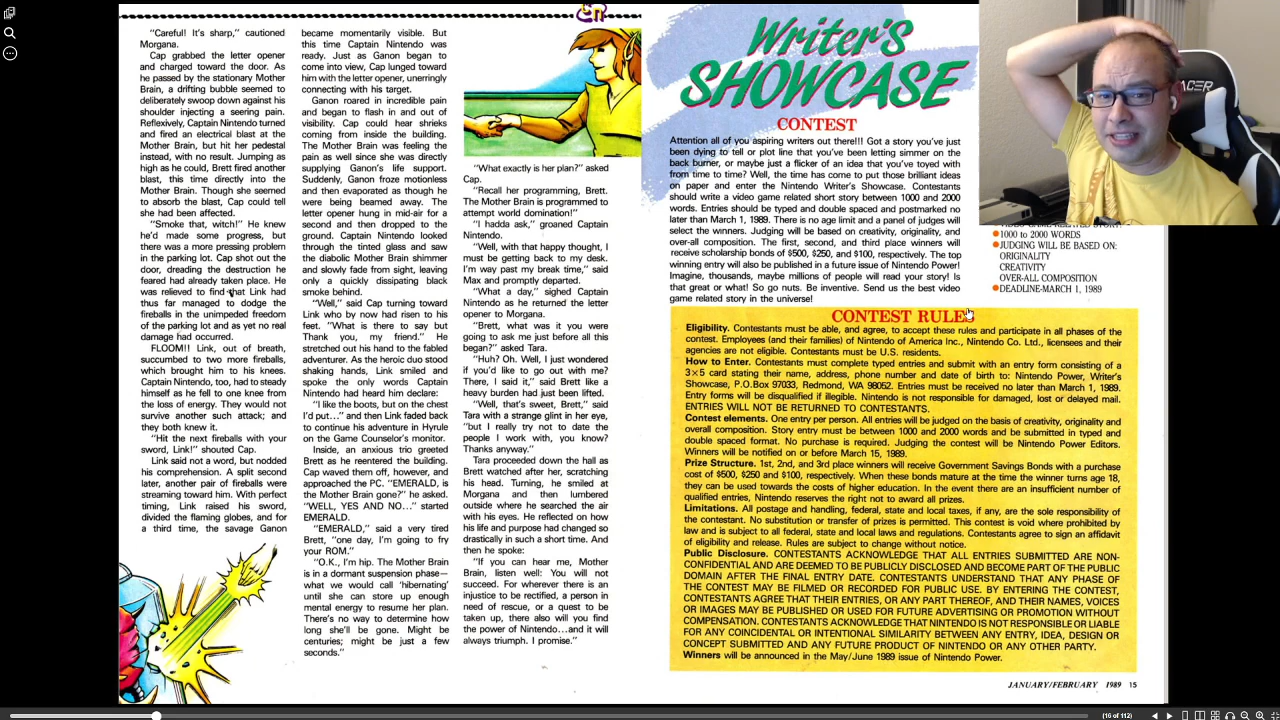 "Careful! It's sharp," cautioned
Morgana.
Cap grabbed the letter opener
and charged toward the door. As
he passed by the stationary Mother
Brain, a drifting bubble seemed to
deliberately swoop down against his
shoulder injecting a searing pain.
Reflexively, Captain Nintendo turned
and fired an electrical blast at the
Mother Brain, but hit her pedestal
instead, with no result. Jumping as
high as he could, Brett fired another
blast, this time directly into the
Mother Brain. Though she seemed
to absorb the blast, Cap could tell
she had been affected.
"Smoke that, witch!" He knew
he'd made some progress, but
there was a more pressing problem
in the parking lot. Cap shot out the
door, dreading the destruction he
feared had already taken place. He
was relieved to find that Link had
thus far managed to dodge the
fireballs in the unimpeded freedom
of the parking lot and as yet no real
damage had occurred.
FLOOM!! Link, out of breath,
succumbed to two more fireballs,
which brought him to his knees.
Captain Nintendo, too, had to steady
himself as he fell to one knee from
the loss of energy. They would not
survive another such attack; and
they both knew it.
"Hit the next fireballs with your
sword, Link!" shouted Cap.
Link said not a word, but nodded
his comprehension. A split second
later, another pair of fireballs were
streaming toward him. With perfect
timing, Link raised his sword,
divided the flaming globes, and for
a third time, the savage Ganon
became momentarily visible. But
this time Captain Nintendo was
ready. Just as Ganon began to
come into view, Cap lunged toward
him with the letter opener, unerringly
connecting with his target.
Ganon roared in incredible pain
and began to flash in and out of
visibility. Cap could hear shrieks
coming from inside the building.
The Mother Brain was feeling the
pain as well since she was directly
supplying Ganon's life support.
Suddenly, Ganon froze motionless
and then evaporated as though he
were being beamed away. The
letter opener hung in mid-air for a
second and then dropped to the
ground. Captain Nintendo looked
through the tinted glass and saw
the diabolic Mother Brain shimmer
and slowly fade from sight, leaving
only a quickly dissipating black
smoke behind.
"Well," said Cap turning toward
Link who by now had risen to his
feet. "What is there to say but
Thank you, my friend." He
stretched out his hand to the fabled
adventurer. As the heroic duo stood
shaking hands, Link smiled and
spoke the only words Captain
Nintendo had heard him declare:
"I like the boots, but on the chest
I'd put..." and then Link faded back
to continue his adventure in Hyrule
on the Game Counselor's monitor.
Inside, an anxious trio greeted
Brett as he reentered the building.
Cap waved them off, however, and
approached the PC. "EMERALD, is
the Mother Brain gone?" he asked.
"WELL, YES AND NO..." started
EMERALD.
"EMERALD," said a very tired
Brett, "one day, I'm going to fry
your ROM."
"O.K., I'm hip. The Mother Brain
is in a dormant suspension phase—
what we would call 'hibernating'
until she can store up enough
mental energy to resume her plan.
There's no way to determine how
long she'll be gone. Might be
centuries; might be just a few
seconds."
"What exactly is her plan?" asked
Cap.
"Recall her programming, Brett.
The Mother Brain is programmed to
attempt world domination!"
"I hadda ask," groaned Captain
Nintendo.
"Well, with that happy thought, I
must be getting back to my desk.
I'm way past my break time," said
Max and promptly departed.
"What a day," sighed Captain
Nintendo as he returned the letter
opener to Morgana.
"Brett, what was it you were
going to ask me just before all this
began?" asked Tara.
"Huh? Oh. Well, I just wondered
if you'd like to go out with me?
There, I said it," said Brett like a
heavy burden had just been lifted.
"Well, that's sweet, Brett," said
Tara with a strange glint in her eye,
"but I really try not to date the
people I work with, you know?
Thanks anyway."
Tara proceeded down the hall as
Brett watched after her, scratching
his head. Turning, he smiled at
Morgana and then lumbered
outside where he searched the air
with his eyes. He reflected on how
his life and purpose had changed so
drastically in such a short time. And
then he spoke:
"If you can hear me, Mother
Brain, listen well: You will not
succeed. For wherever there is an
injustice to be rectified, a person in
need of rescue, or a quest to be
taken up, there also will you find
the power of Nintendo...and it will
always triumph. I promise."
Writer's
SHOWCASE
CONTEST
Attention all of you aspiring writers out there!!! Got a story you've just
been dying to tell or plot line that you've been letting simmer on the
back burner, or maybe just a flicker of an idea that you've toyed with
from time to time? Well, the time has come to put those brilliant ideas
on paper and enter the Nintendo Writer's Showcase. Contestants
should write a video game related short story between 1000 and 2000
words. Entries should be typed and double spaced and postmarked no
later than March 1, 1989. There is no age limit and a panel of judges will
select the winners. Judging will be based on creativity, originality, and
over-all composition. The first, second, and third place winners will
receive scholarship bonds of $500, $250, and $100, respectively. The top
winning entry will also be published in a future issue of Nintendo Power!
Imagine, thousands, maybe millions of people will read your story! Is
that great or what! So go nuts. Be inventive. Send us the best video
game related story in the universe!
1000 to 2000 WORDS
JUDGING WILL BE BASED ON:
ORIGINALITY
CREATIVITY
OVER-ALL COMPOSITION
DEADLINE-MARCH 1, 1989
CONTEST RULES
Eligibility. Contestants must be able, and agree, to accept these rules and participate in all phases of the
contest. Employees (and their families) of Nintendo of America Inc., Nintendo Co. Ltd., licensees and their
agencies are not eligible. Contestants must be U.S. residents.
How to Enter. Contestants must complete typed entries and submit with an entry form consisting of a
3×5 card stating their name, address, phone number and date of birth to: Nintendo Power, Writer's
Showcase, P.O.Box 97033, Redmond, WA 98052. Entries must be received no later than March 1, 1989.
Entry forms will be disqualified if illegible. Nintendo is not responsible for damaged, lost or delayed mail.
ENTRIES WILL NOT BE RETURNED TO CONTESTANTS.
Contest elements. One entry per person. All entries will be judged on the basis of creativity, originality and
overall composition. Story entry must be between 1000 and 2000 words and be submitted in typed and
double spaced format. No purchase is required. Judging the contest will be Nintendo Power Editors.
Winners will be notified on or before March 15, 1989.
Prize Structure. 1st, 2nd, and 3rd place winners will receive Government Savings Bonds with a purchase
cost of $500, $250 and $100, respectively. When these bonds mature at the time the winner turns age 18,
they can be used towards the costs of higher education. In the event there are an insufficient number of
qualified entries, Nintendo reserves the right not to award all prizes.
Limitations. All postage and handling, federal, state and local taxes, if any, are the sole responsibility of
the contestant. No substitution or transfer of prizes is permitted. This contest is void where prohibited by
law and is subject to all federal, state and local laws and regulations. Contestants agree to sign an affidavit
of eligibility and release. Rules are subject to change without notice.
Public Disclosure. CONTESTANTS ACKNOWLEDGE THAT ALL ENTRIES SUBMITTED ARE NON-
CONFIDENTIAL AND ARE DEEMED TO BE PUBLICLY DISCLOSED AND BECOME PART OF THE PUBLIC
DOMAIN AFTER THE FINAL ENTRY DATE. CONTESTANTS UNDERSTAND THAT ANY PHASE OF
THE CONTEST MAY BE FILMED OR RECORDED FOR PUBLIC USE. BY ENTERING THE CONTEST,
CONTESTANTS AGREE THAT THEIR ENTRIES, OR ANY PART THEREOF, AND THEIR NAMES, VOICES
OR IMAGES MAY BE PUBLISHED OR USED FOR FUTURE ADVERTISING OR PROMOTION WITHOUT
COMPENSATION. CONTESTANTS ACKNOWLEDGE THAT NINTENDO IS NOT RESPONSIBLE OR LIABLE
FOR ANY COINCIDENTAL OR INTENTIONAL SIMILARITY BETWEEN ANY ENTRY, IDEA, DESIGN OR
CONCEPT SUBMITTED AND ANY FUTURE PRODUCT OF NINTENDO OR ANY OTHER PARTY.
Winners will be announced in the May/June 1989 issue of Nintendo Power.
JANUARY/FEBRUARY 1989 15
(16 of 112)